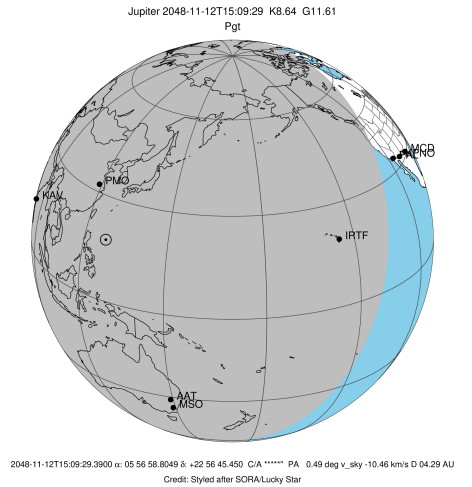 Jupiter 2048-11-12T15:09:29 K8.64 G11.61
Pgt
MCD
KAV
PMO
IRTF
AAT
MSO
2048-11-12T15:09:29.3900 α: 05 56 58.8049 δ: +22 56 45.450 C/A *****" PA 0.49 deg v_sky -10.46 km/s D 04.29 AU
Credit: Styled after SORA/Lucky Star